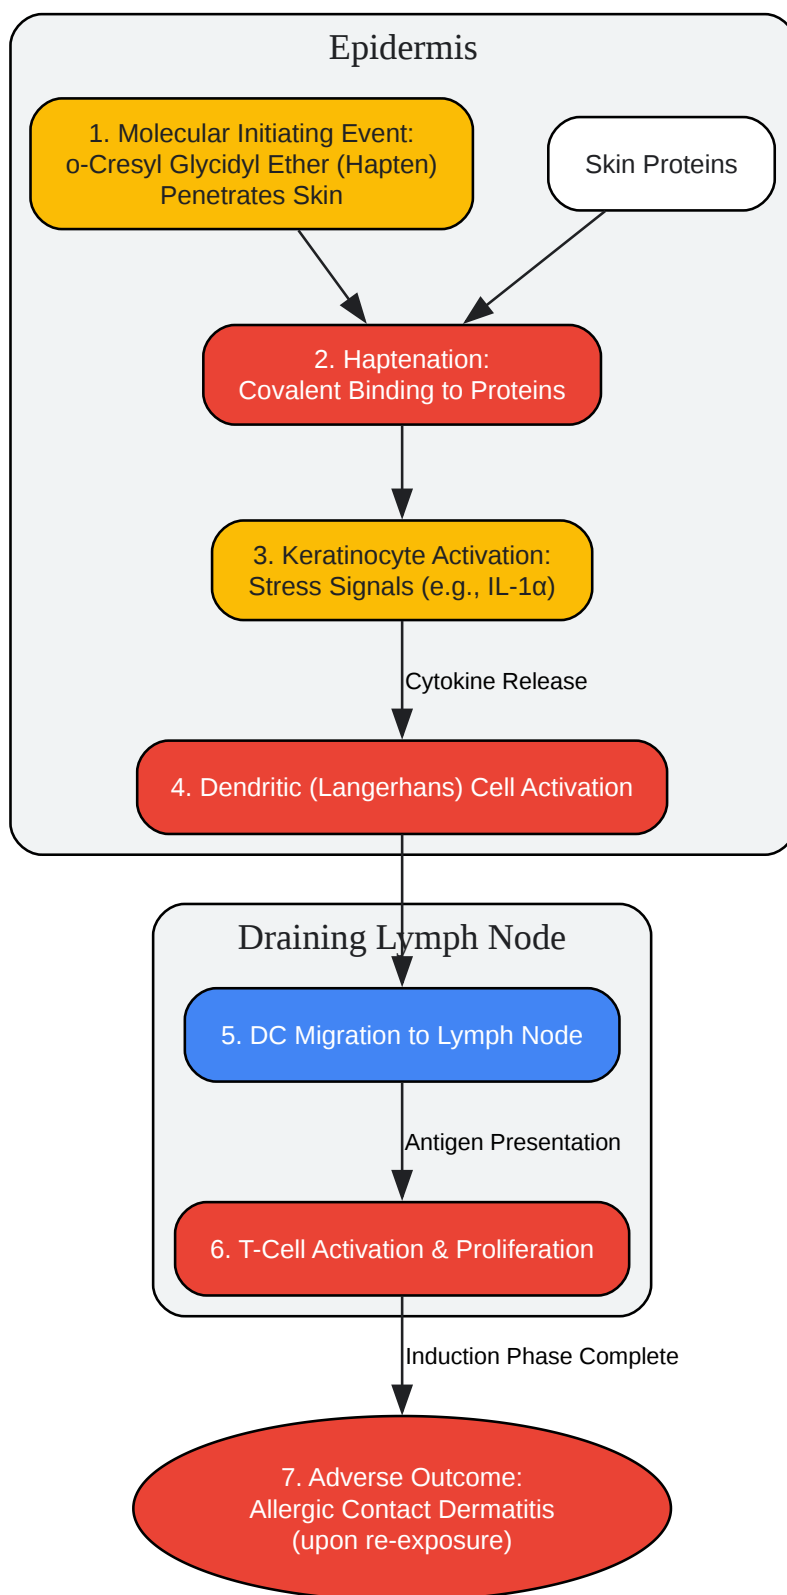 Epidermis
1. Molecular Initiating Event:
o-Cresyl Glycidyl Ether (Hapten)
Penetrates Skin
Skin Proteins
2. Haptenation:
Covalent Binding to Proteins
3. Keratinocyte Activation:
Stress Signals (e.g., IL-1α)
Cytokine Release
4. Dendritic (Langerhans) Cell Activation
Draining Lymph Node
5. DC Migration to Lymph Node
Antigen Presentation
6. T-Cell Activation & Proliferation
Induction Phase Complete
7. Adverse Outcome:
Allergic Contact Dermatitis
(upon re-exposure)